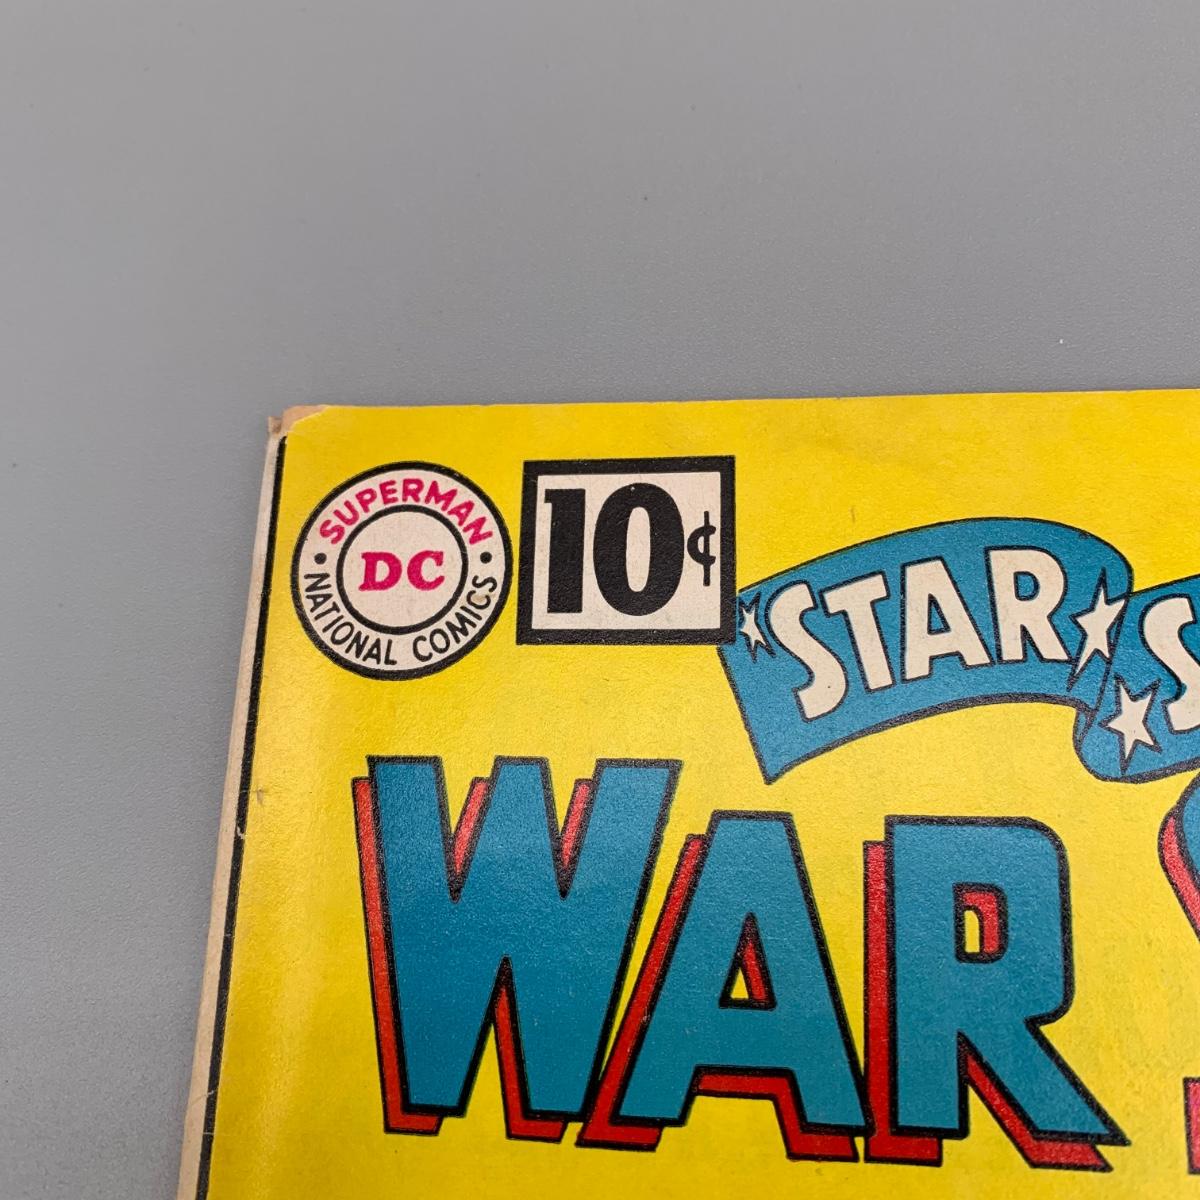 SUPERMAN
DC
NATIONAL COMICS
10¢
STAR S
WAR S